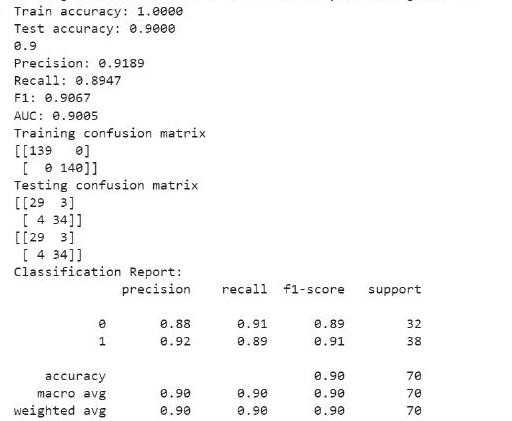 Train accuracy: 1.0000
Test accuracy: 0.9000
0.9
Precision: 0.9189
Recall: 0.8947
F1: 0.9067
AUC: 0.9005
Training confusion matrix
[[139   0]
 [  0 140]]
Testing confusion matrix
[[29  3]
 [ 4 34]]
[[29  3]
 [ 4 34]]
Classification Report:
              precision    recall  f1-score   support
           0       0.88      0.91      0.89        32
           1       0.92      0.89      0.91        38
    accuracy                           0.90        70
   macro avg       0.90      0.90      0.90        70
weighted avg       0.90      0.90      0.90        70